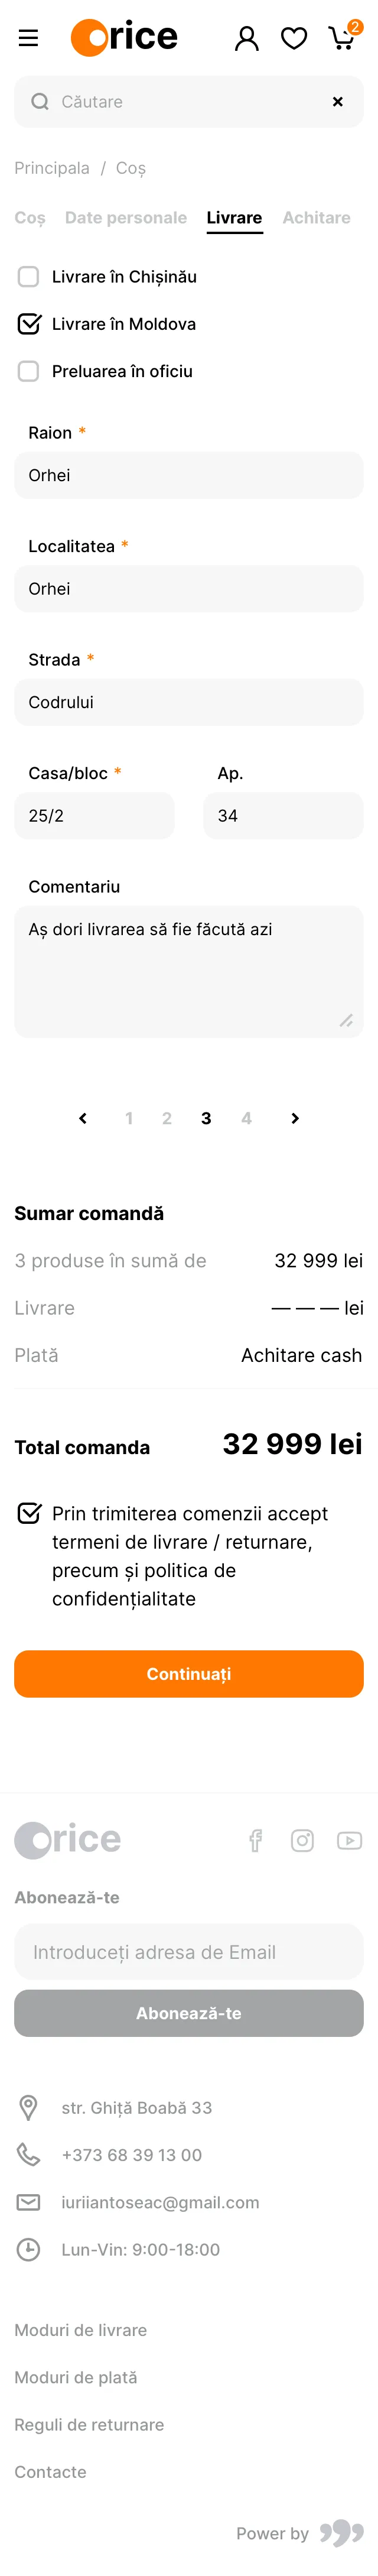 Orice
2
Căutare
Principala / Coș
Coș Date personale Livrare Achitare
Livrare în Chișinău
Livrare în Moldova
Preluarea în oficiu
Raion *
Orhei
Localitatea *
Orhei
Strada *
Codrului
Casa/bloc * Ap.
25/2 34
Comentariu
Aș dori livrarea să fie făcută azi
1 2 3 4
Sumar comandă
3 produse în sumă de 32 999 lei
Livrare — — — lei
Plată Achitare cash
Total comanda 32 999 lei
Prin trimiterea comenzii accept
termeni de livrare / returnare,
precum și politica de
confidențialitate
Continuați
Orice
Abonează-te
Introduceți adresa de Email
Abonează-te
str. Ghiță Boabă 33
+373 68 39 13 00
iuriiantoseac@gmail.com
Lun-Vin: 9:00-18:00
Moduri de livrare
Moduri de plată
Reguli de returnare
Contacte
Power by